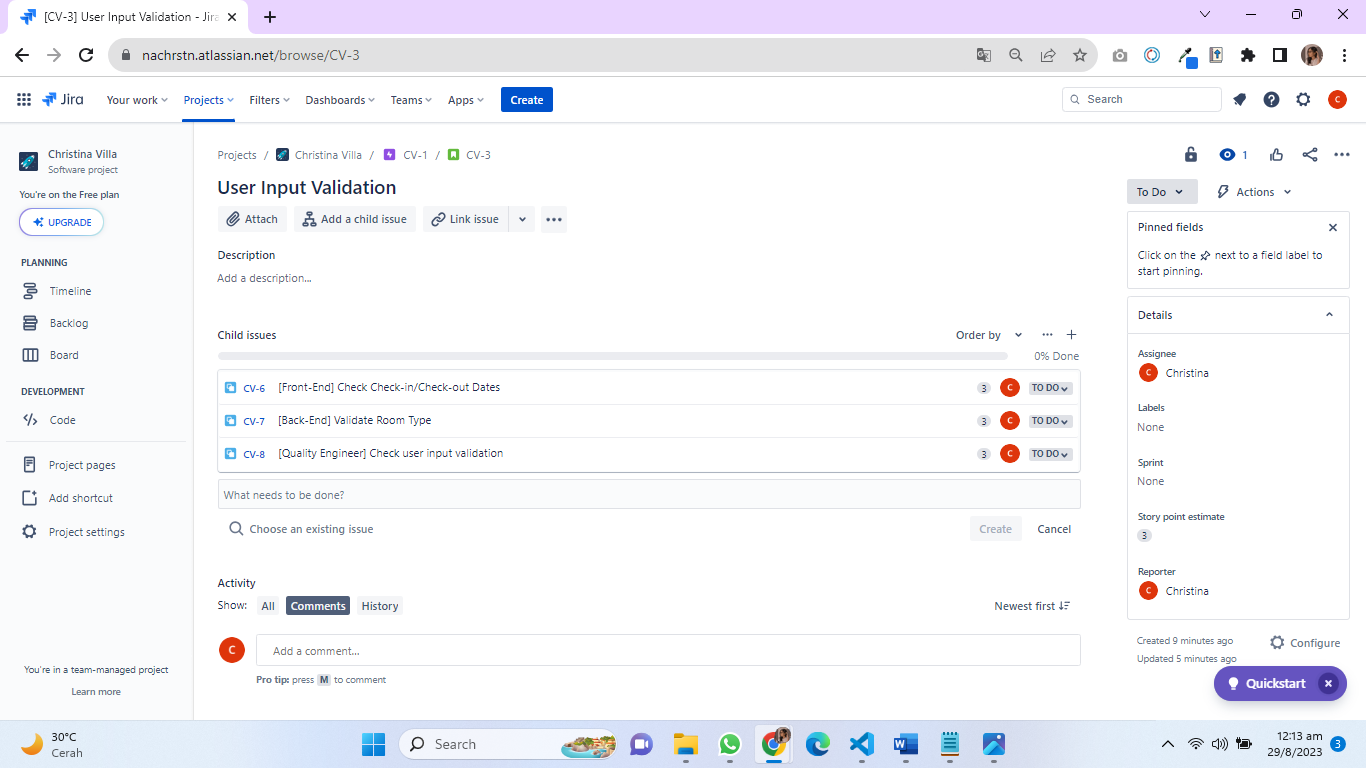 [CV-3] User Input Validation - Jira
nachrstn.atlassian.net/browse/CV-3
Jira
Your work
Projects
Filters
Dashboards
Teams
Apps
Create
Search
C
Christina Villa
Software project
You're on the Free plan
UPGRADE
PLANNING
Timeline
Backlog
Board
DEVELOPMENT
Code
Project pages
Add shortcut
Project settings
You're in a team-managed project
Learn more
Projects / Christina Villa / CV-1 / CV-3
1
User Input Validation
Attach
Add a child issue
Link issue
Description
Add a description...
Child issues
Order by
0% Done
CV-6 [Front-End] Check Check-in/Check-out Dates 3 C TO DO
CV-7 [Back-End] Validate Room Type 3 C TO DO
CV-8 [Quality Engineer] Check user input validation 3 C TO DO
What needs to be done?
Choose an existing issue
Create
Cancel
Activity
Show: All Comments History
Newest first
C
Add a comment...
Pro tip: press M to comment
To Do
Actions
Pinned fields
Click on the next to a field label to
start pinning.
Details
Assignee
C Christina
Labels
None
Sprint
None
Story point estimate
3
Reporter
C Christina
Created 9 minutes ago
Updated 5 minutes ago
Configure
Quickstart
30°C
Cerah
Search
12:13 am
29/8/2023
3